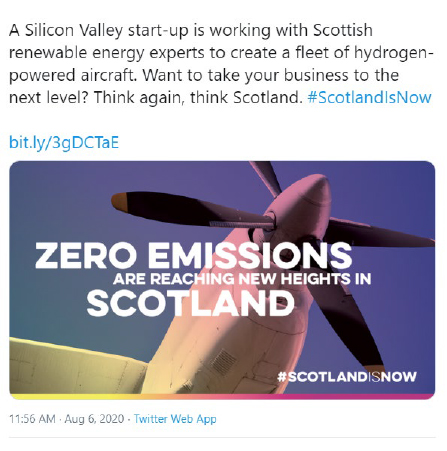 A Silicon Valley start-up is working with Scottish
renewable energy experts to create a fleet of hydrogen-
powered aircraft. Want to take your business to the
next level? Think again, think Scotland. #ScotlandIsNow
bit.ly/3gDCTaE
ZERO EMISSIONS
ARE REACHING NEW HEIGHTS IN
SCOTLAND
#SCOTLANDISNOW
11:56 AM · Aug 6, 2020 · Twitter Web App